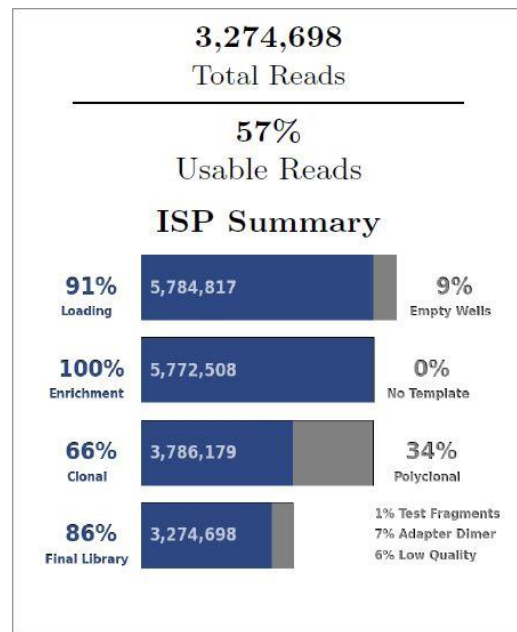 3,274,698
Total Reads
57%
Usable Reads
ISP Summary
91%
Loading
5,784,817
9%
Empty Wells
100%
Enrichment
5,772,508
0%
No Template
66%
Clonal
3,786,179
34%
Polyclonal
86%
Final Library
3,274,698
1% Test Fragments
7% Adapter Dimer
6% Low Quality